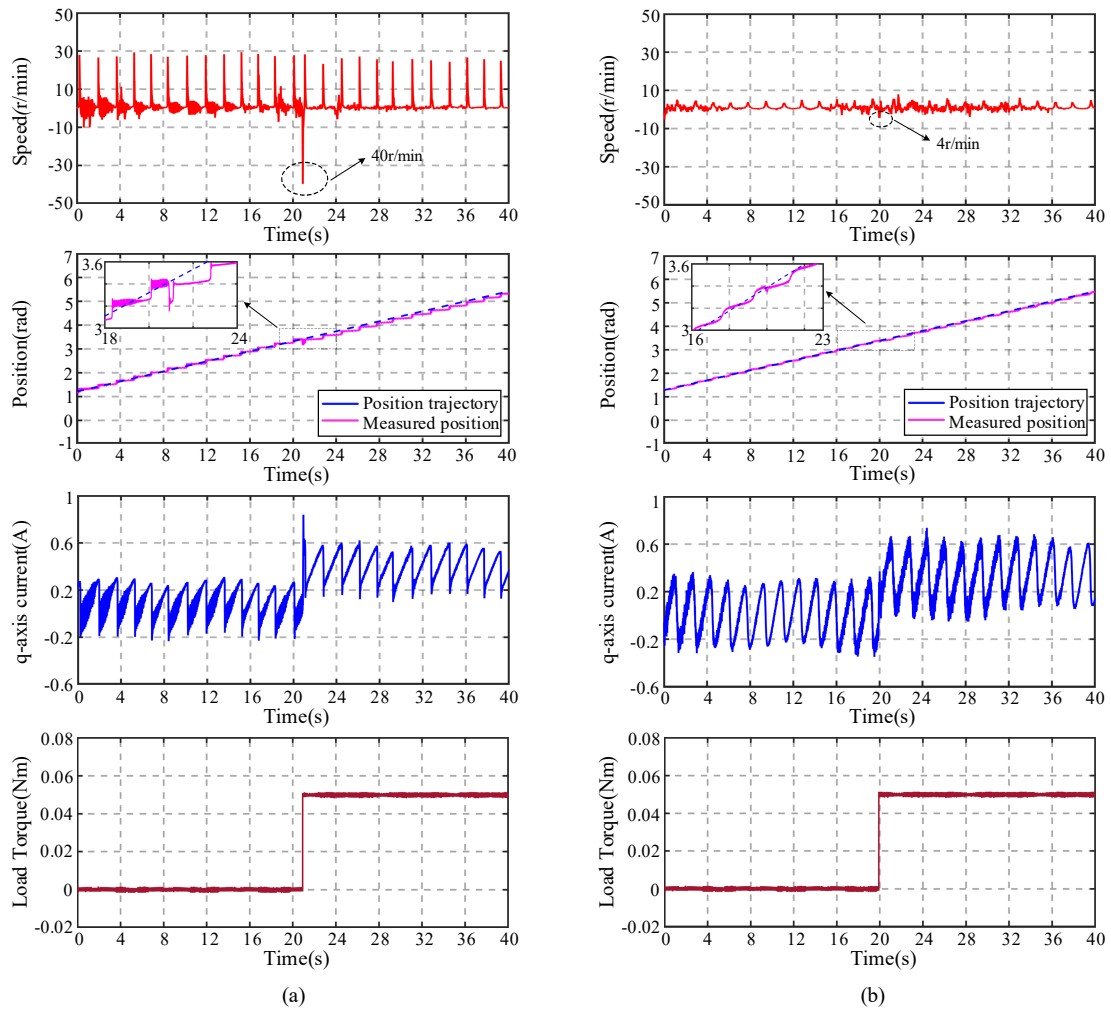 50
30
10
-10
-30
-50
Speed(r/min)
40r/min
0 4 8 12 16 20 24 28 32 36 40
Time(s)
7
6
5
4
3
2
1
0
-1
Position(rad)
3.6
3
18 24
Position trajectory
Measured position
0 4 8 12 16 20 24 28 32 36 40
Time(s)
1
0.6
0.2
-0.2
-0.6
q-axis current(A)
0 4 8 12 16 20 24 28 32 36 40
Time(s)
0.08
0.06
0.04
0.02
0
-0.02
Load Torque(Nm)
0 4 8 12 16 20 24 28 32 36 40
Time(s)
(a)
50
30
10
-10
-30
-50
Speed(r/min)
4r/min
0 4 8 12 16 20 24 28 32 36 40
Time(s)
7
6
5
4
3
2
1
0
-1
Position(rad)
3.6
3
16 23
Position trajectory
Measured position
0 4 8 12 16 20 24 28 32 36 40
Time(s)
1
0.6
0.2
-0.2
-0.6
q-axis current(A)
0 4 8 12 16 20 24 28 32 36 40
Time(s)
0.08
0.06
0.04
0.02
0
-0.02
Load Torque(Nm)
0 4 8 12 16 20 24 28 32 36 40
Time(s)
(b)